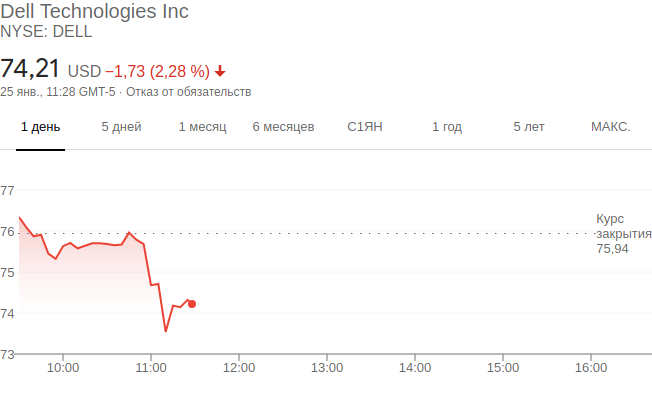 Dell Technologies Inc
NYSE: DELL
74,21 USD −1,73 (2,28 %)
25 янв., 11:28 GMT-5 · Отказ от обязательств
1 день 5 дней 1 месяц 6 месяцев С1ЯН 1 год 5 лет МАКС.
77
Курс
76 закрытия
75,94
75
74
73
10:00 11:00 12:00 13:00 14:00 15:00 16:00